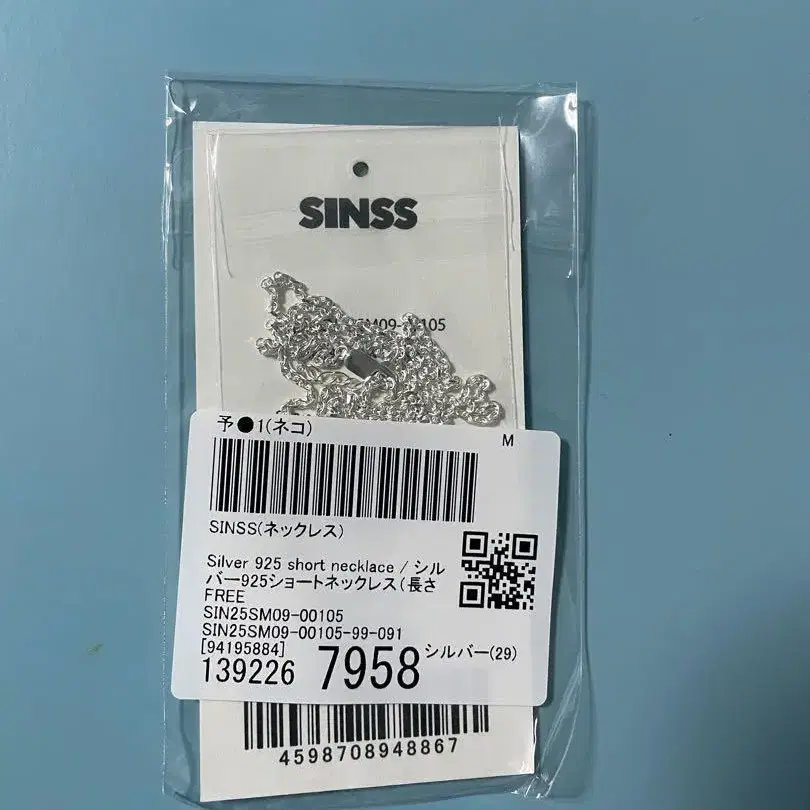 SINSS
SM09-
105
予●1(ネコ)
M
SINSS(ネックレス)
Silver 925 short necklace / シル
バー925ショートネックレス(長さ
FREE
SIN25SM09-00105
SIN25SM09-00105-99-091
[94195884]
139226 7958 シルバー(29)
4598708948867